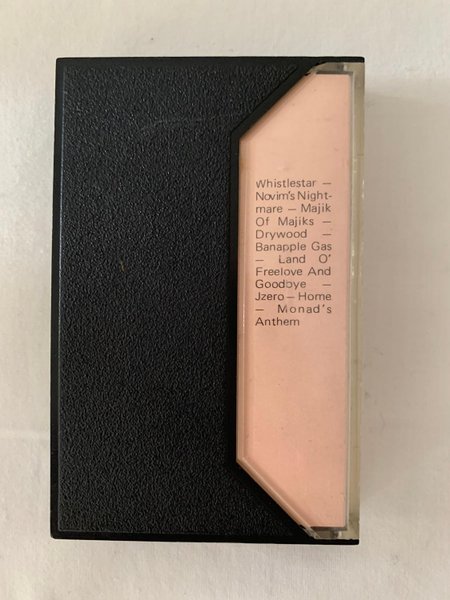 Whistlestar –
Novim's Night-
mare – Majik
Of Majiks –
Drywood –
Banapple Gas
– Land O'
Freelove And
Goodbye –
Jzero – Home
– Monad's
Anthem